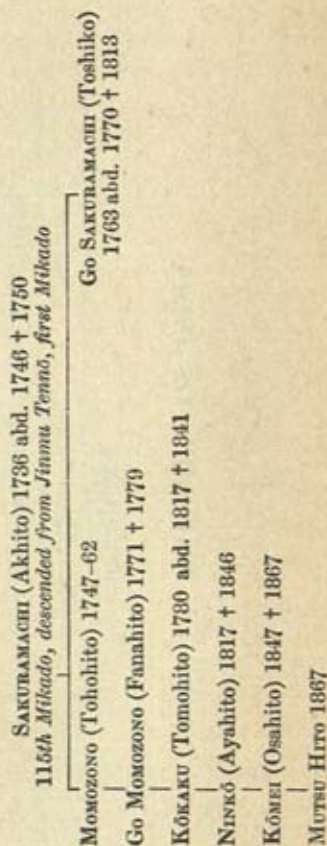 SAKURAMACHI (Akhito) 1736 abd. 1746 † 1750
115th Mikado, descended from Jinmu Tennō, first Mikado
MOMOZONO (Tohohito) 1747–62
GO SAKURAMACHI (Toshiko)
1763 abd. 1770 † 1813
GO MOMOZONO (Fanahito) 1771 † 1779
KŌKAKU (Tomohito) 1780 abd. 1817 † 1841
NINKŌ (Ayahito) 1817 † 1846
KŌMEI (Osahito) 1847 † 1867
MUTSU HITO 1867